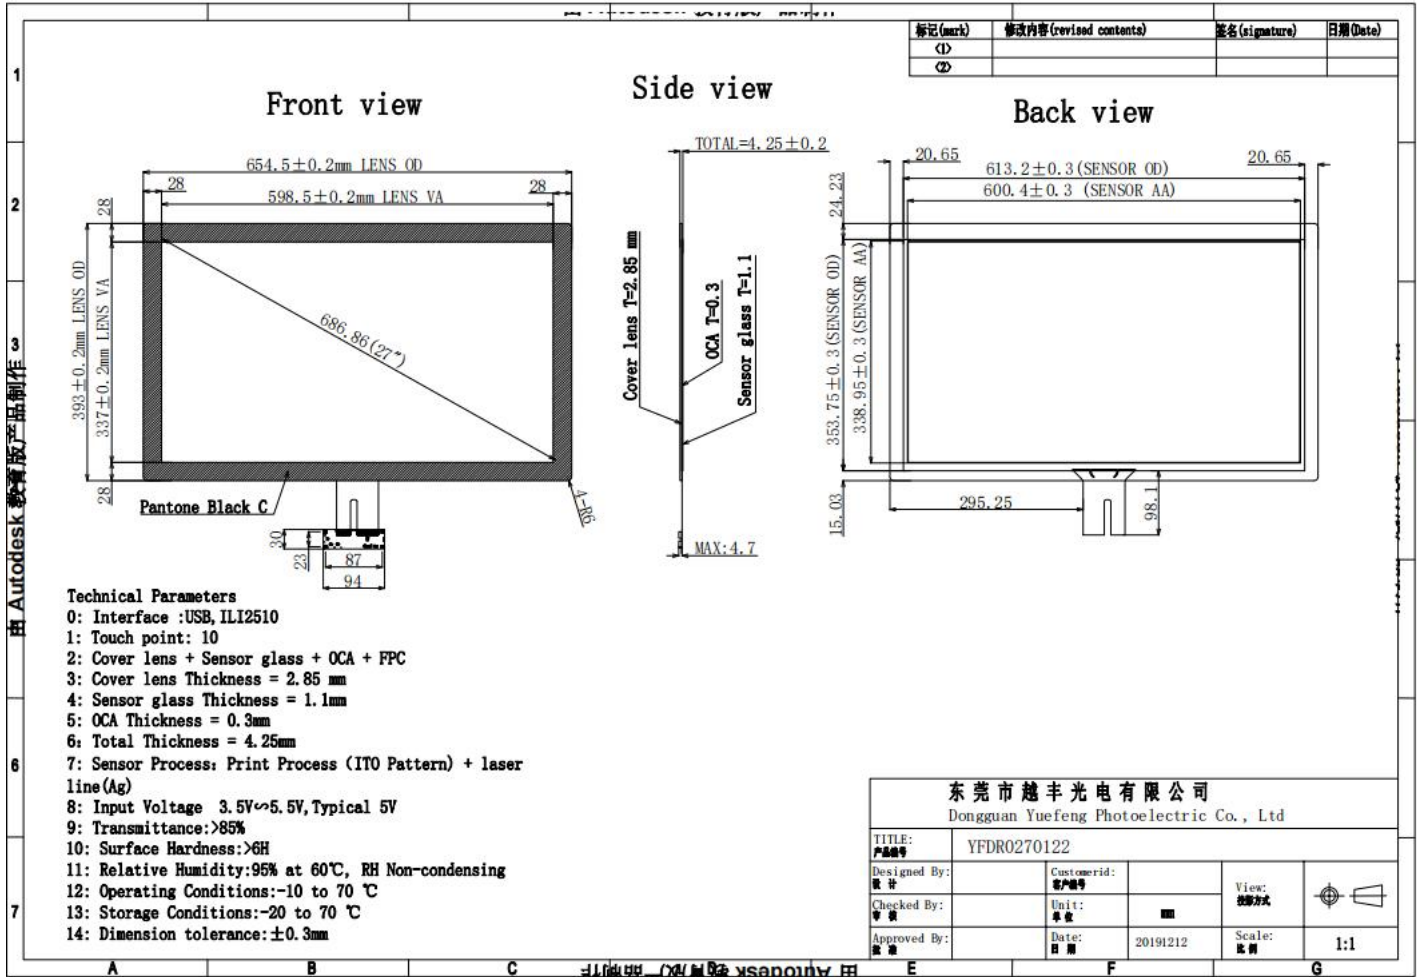 标记(mark) 修改内容(revised contents) 签名(signature) 日期(Date)
<1>
<2>
Front view
Side view
Back view
654.5±0.2mm LENS OD
28
598.5±0.2mm LENS VA
28
28
393±0.2mm LENS OD
337±0.2mm LENS VA
28
686.86(27")
Pantone Black C
4-R6
30
23
87
94
TOTAL=4.25±0.2
Cover lens T=2.85 mm
OCA T=0.3
Sensor glass T=1.1
MAX:4.7
20.65
613.2±0.3(SENSOR OD)
20.65
600.4±0.3 (SENSOR AA)
24.23
353.75±0.3(SENSOR OD)
338.95±0.3(SENSOR AA)
15.03
295.25
98.1
Technical Parameters
0: Interface :USB,ILI2510
1: Touch point: 10
2: Cover lens + Sensor glass + OCA + FPC
3: Cover lens Thickness = 2.85 mm
4: Sensor glass Thickness = 1.1mm
5: OCA Thickness = 0.3mm
6: Total Thickness = 4.25mm
7: Sensor Process: Print Process (ITO Pattern) + laser
line(Ag)
8: Input Voltage 3.5V∽5.5V,Typical 5V
9: Transmittance:>85%
10: Surface Hardness:>6H
11: Relative Humidity:95% at 60℃, RH Non-condensing
12: Operating Conditions:-10 to 70 ℃
13: Storage Conditions:-20 to 70 ℃
14: Dimension tolerance:±0.3mm
东莞市越丰光电有限公司
Dongguan Yuefeng Photoelectric Co., Ltd
TITLE: YFDR0270122
产品编号
Designed By: Customerid: View:
设 计 客户编号 投影方式
Checked By: Unit: mm
审 核 单 位
Approved By: Date: 20191212 Scale: 1:1
批 准 日 期 比 例
1
2
3
6
7
A B C D E F G
由 Autodesk 教育版产品制作
由 Autodesk 教育版产品制作